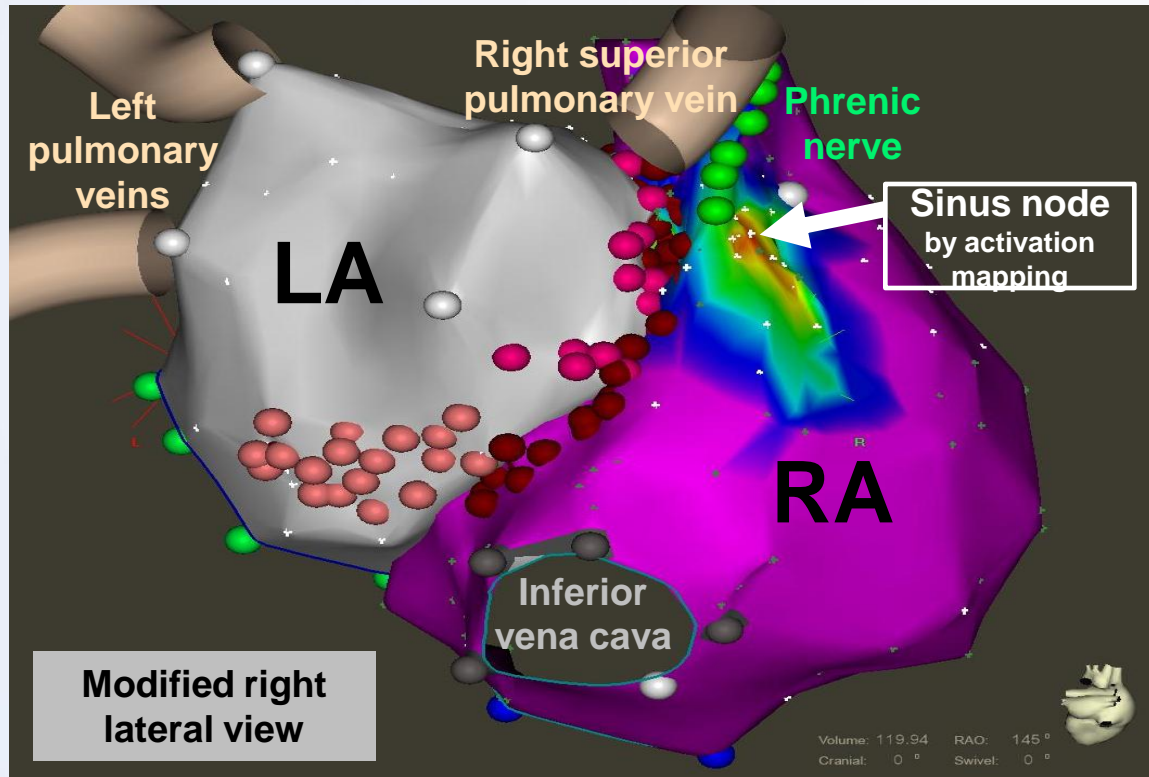 Right superior
pulmonary vein
Left
pulmonary
veins
Phrenic
nerve
Sinus node
by activation
mapping
LA
L
R
RA
Inferior
vena cava
Modified right
lateral view
Volume: 119.94 RAO: 145 °
Cranial: 0 ° Swivel: 0 °